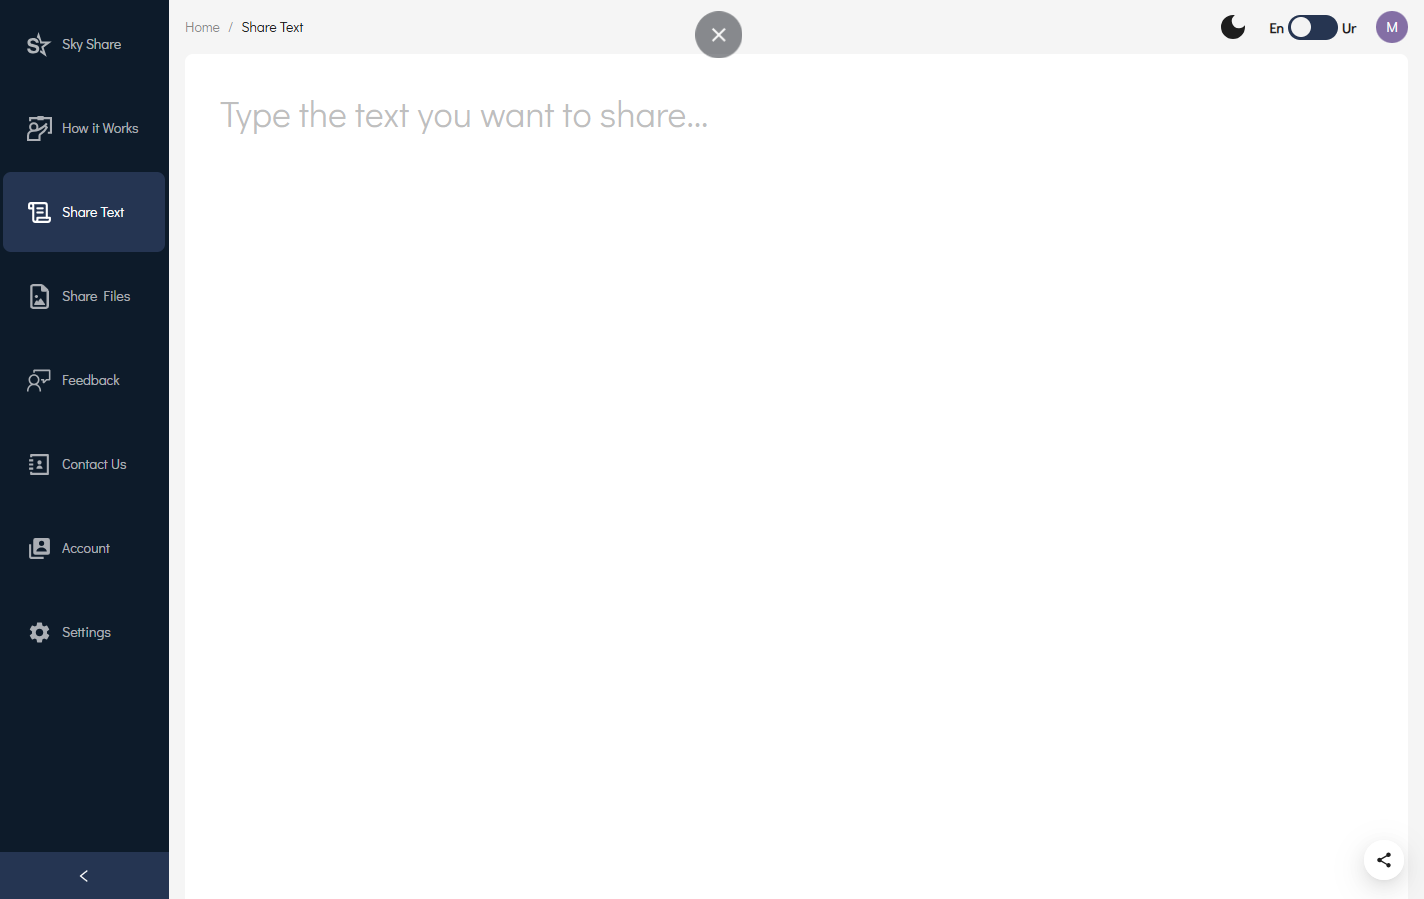 Sky Share
How it Works
Share Text
Share Files
Feedback
Contact Us
Account
Settings
Home / Share Text
En Ur
M
Type the text you want to share...